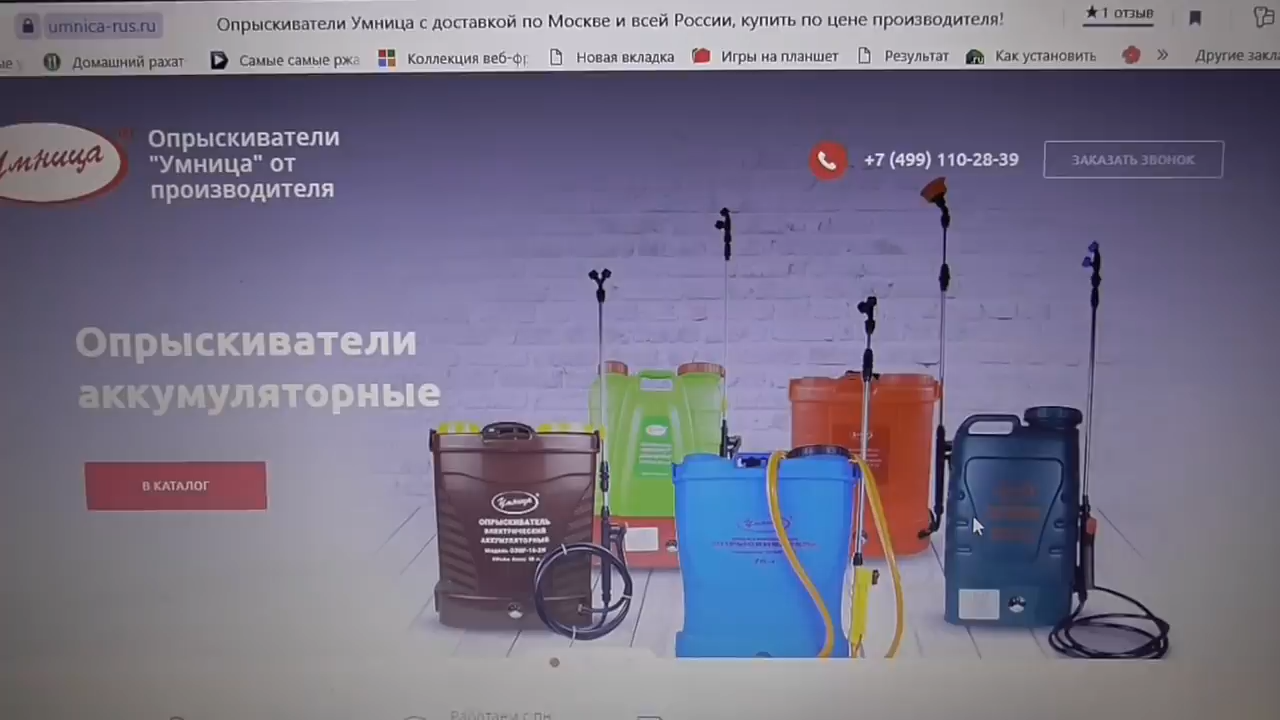 umnica-rus.ru
Опрыскиватели Умница с доставкой по Москве и всей России, купить по цене производителя!
★1 отзыв
Домашний рахат
Самые самые ржа
Коллекция веб-фр
Новая вкладка
Игры на планшет
Результат
Как установить
»
Другие закла
Умница
Опрыскиватели
"Умница" от
производителя
+7 (499) 110-28-39
ЗАКАЗАТЬ ЗВОНОК
Опрыскиватели
аккумуляторные
В КАТАЛОГ
Умница
ОПРЫСКИВАТЕЛЬ
ЭЛЕКТРИЧЕСКИЙ
АККУМУЛЯТОРНЫЙ